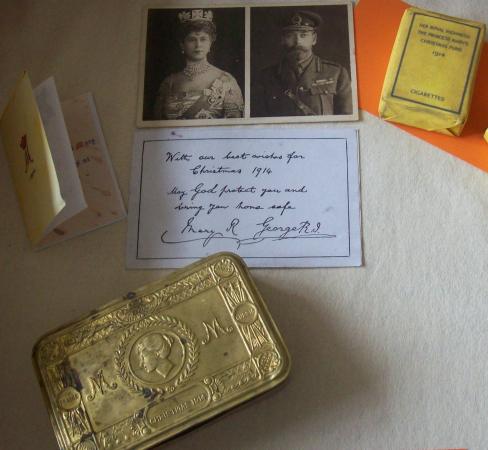 HER ROYAL HIGHNESS
THE PRINCESS MARY'S
CHRISTMAS FUND
1914
CIGARETTES
With our best wishes for
Christmas 1914
May God protect you and
bring you home safe
Mary R George R.I.
M M
CHRISTMAS 1914